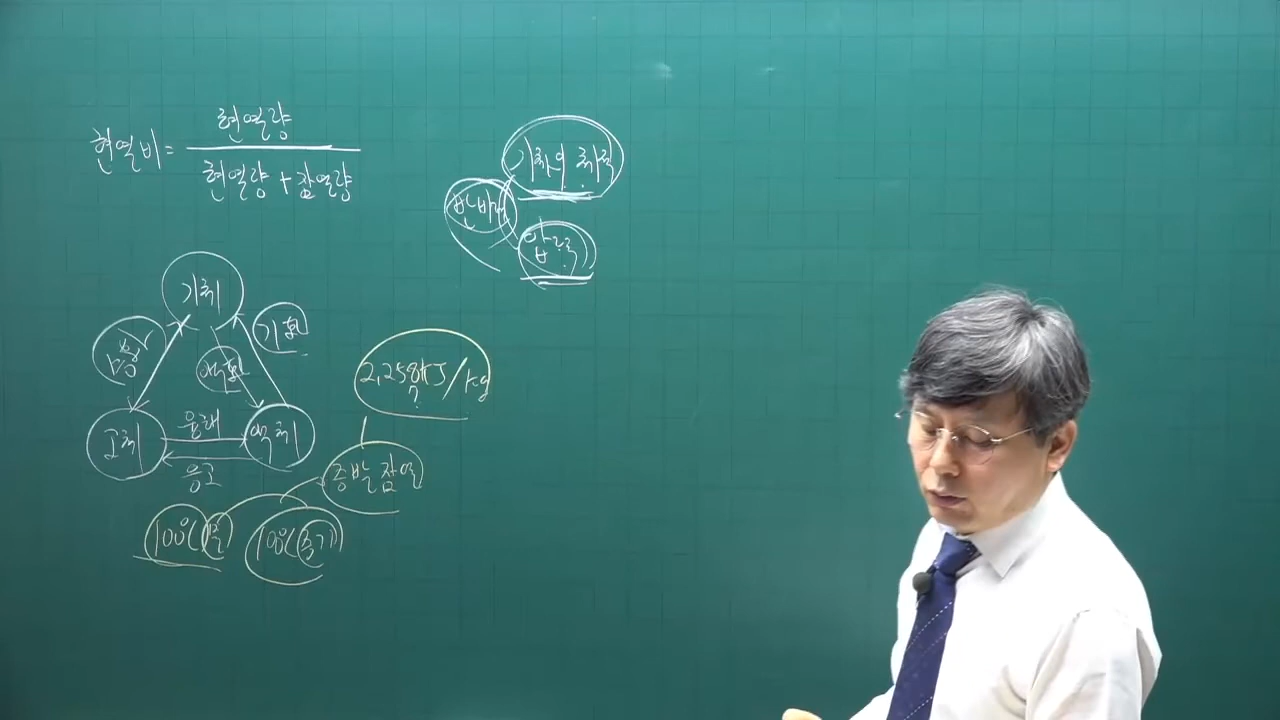 현열비 = 현열량
현열량 + 잠열량
기체의 체적
반비례
압력
기체
승화
액화
기화
고체
융해
액체
응고
2,258kJ/kg
?
증발잠열
100℃ 물
100℃ 증기